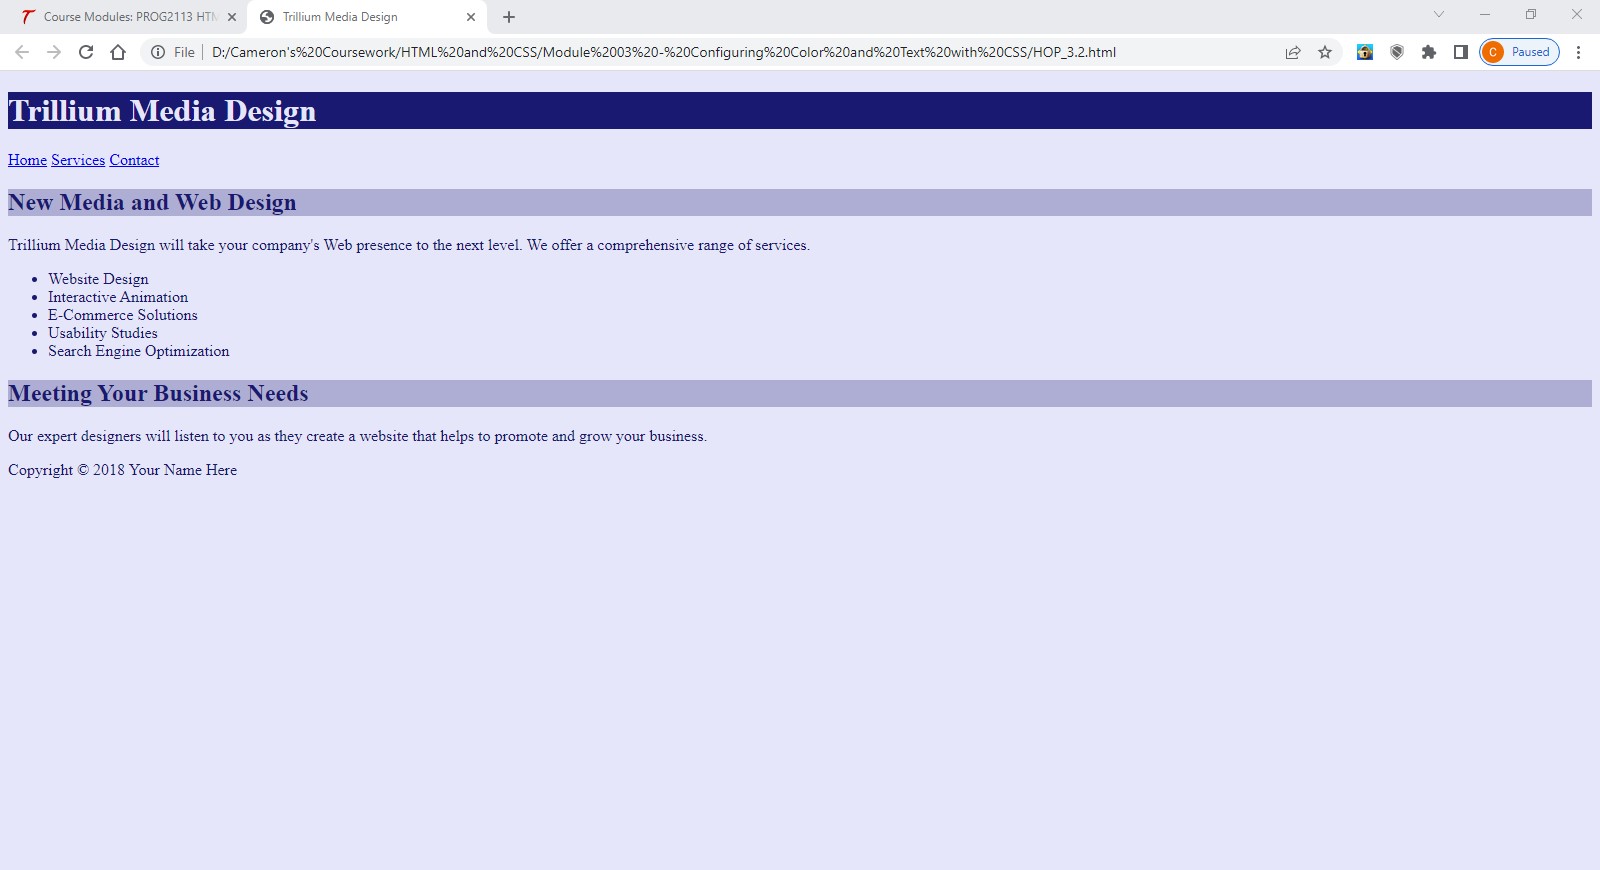 Course Modules: PROG2113 HTM
Trillium Media Design
File
D:/Cameron's%20Coursework/HTML%20and%20CSS/Module%2003%20-%20Configuring%20Color%20and%20Text%20with%20CSS/HOP_3.2.html
C Paused
Trillium Media Design
Home Services Contact
New Media and Web Design
Trillium Media Design will take your company's Web presence to the next level. We offer a comprehensive range of services.
• Website Design
• Interactive Animation
• E-Commerce Solutions
• Usability Studies
• Search Engine Optimization
Meeting Your Business Needs
Our expert designers will listen to you as they create a website that helps to promote and grow your business.
Copyright © 2018 Your Name Here